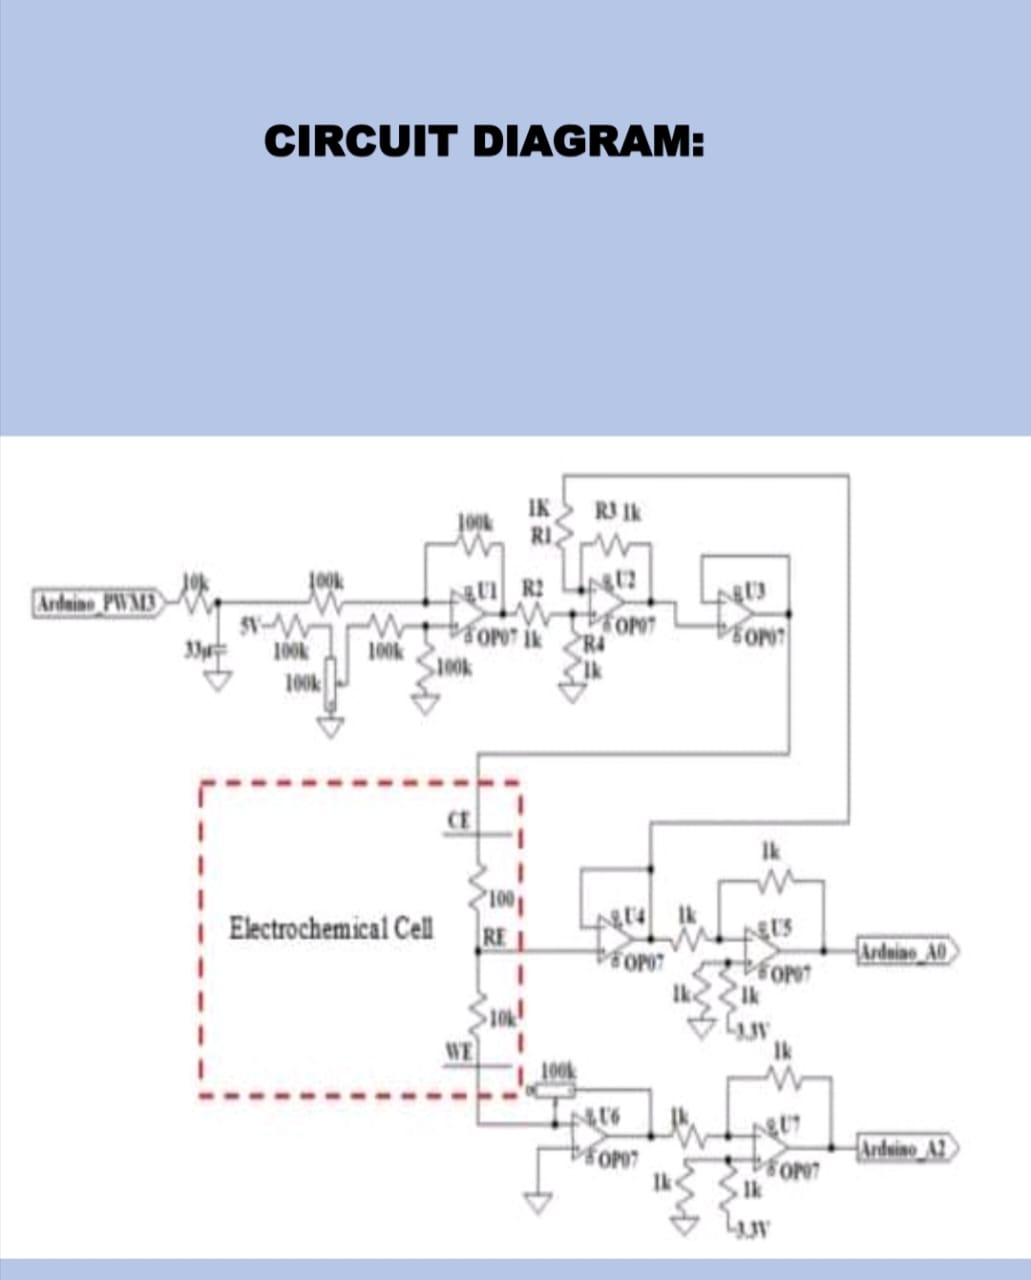 CIRCUIT DIAGRAM:
1K
R1
R3 1k
100k
10k
100k
U1
R2
U2
U3
Arduino_PWM3
5V
OP07
1k
OP07
OP07
33µF
100k
100k
100k
R4
1k
100k
CE
1k
100
U4
1k
U5
Electrochemical Cell
RE
OP07
Arduino_A0
OP07
1k
1k
10k
3.3V
WE
1k
100k
U6
1k
U7
OP07
Arduino_A2
OP07
1k
1k
3.3V